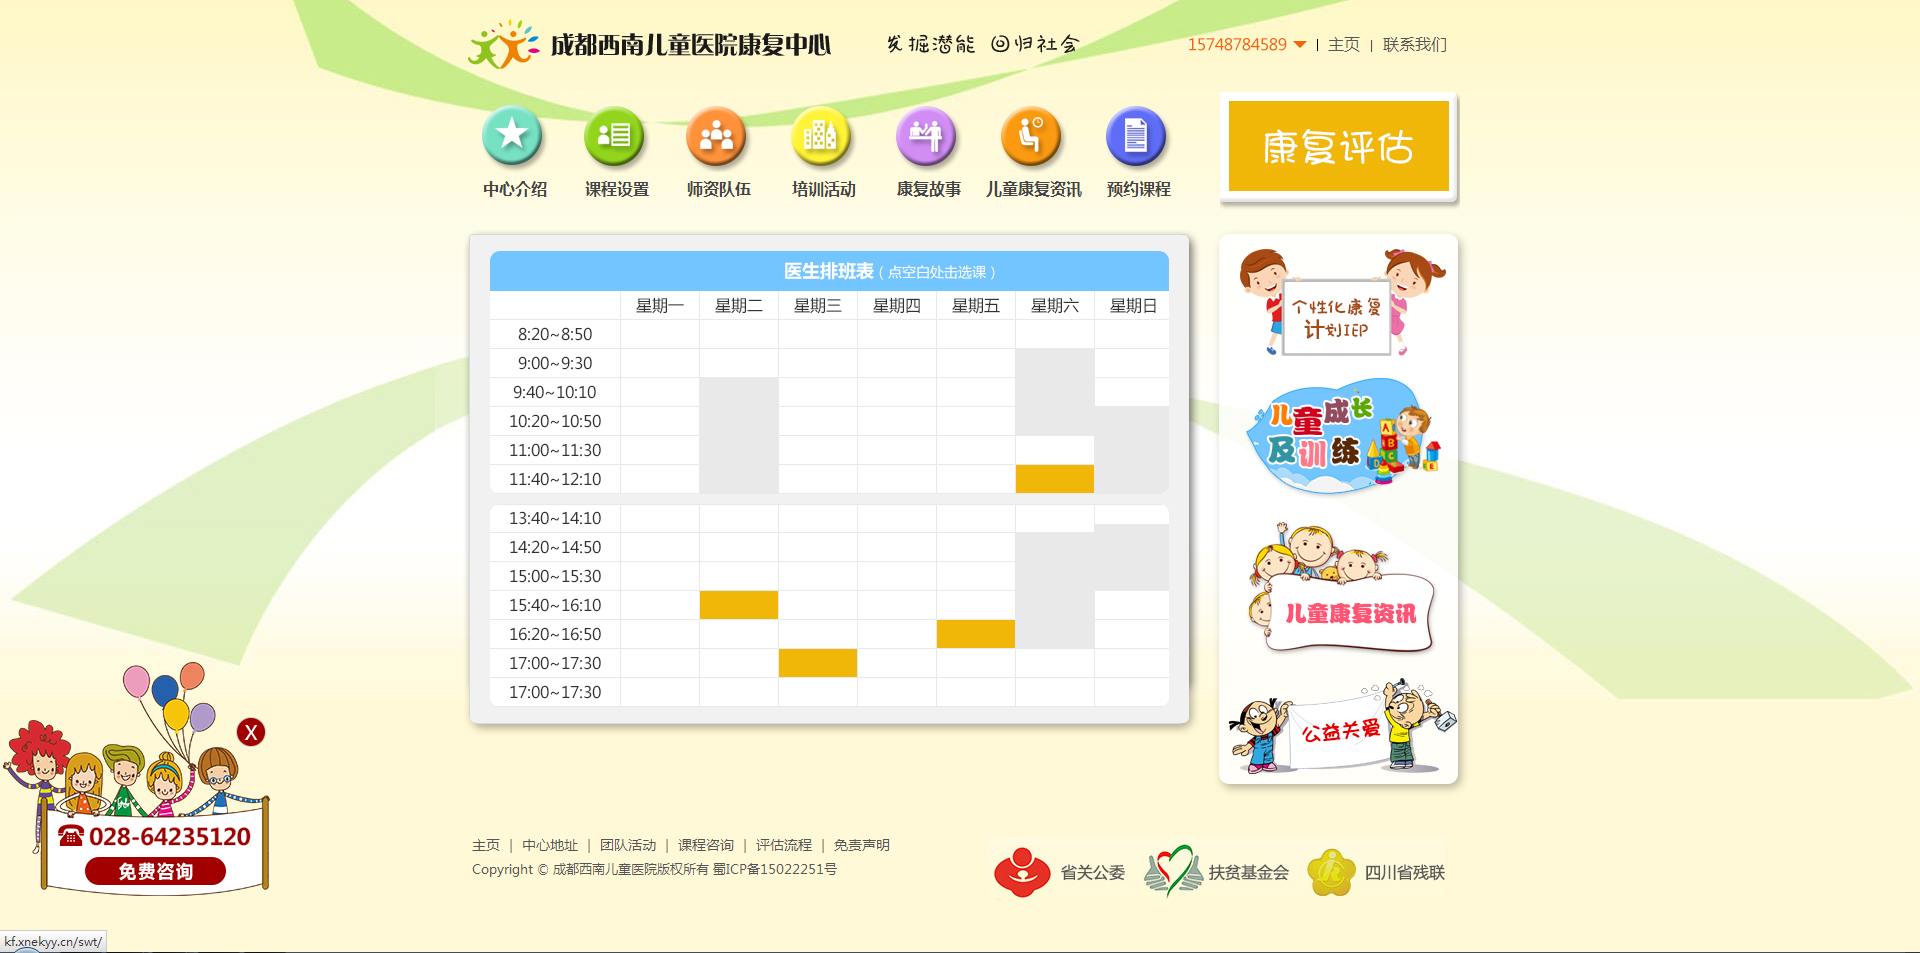 成都西南儿童医院康复中心
发掘潜能 回归社会
15748784589 | 主页 | 联系我们
中心介绍 课程设置 师资队伍 培训活动 康复故事 儿童康复资讯 预约课程
康复评估
医生排班表 ( 点空白处击选课 )
星期一 星期二 星期三 星期四 星期五 星期六 星期日
8:20~8:50
9:00~9:30
9:40~10:10
10:20~10:50
11:00~11:30
11:40~12:10
13:40~14:10
14:20~14:50
15:00~15:30
15:40~16:10
16:20~16:50
17:00~17:30
17:00~17:30
个性化康复
计划IEP
儿童成长
及训练
A
B
D C E
儿童康复资讯
公益关爱
X
028-64235120
免费咨询
主页 | 中心地址 | 团队活动 | 课程咨询 | 评估流程 | 免责声明
Copyright © 成都西南儿童医院版权所有 蜀ICP备15022251号
省关公委 扶贫基金会 四川省残联
kf.xnekyy.cn/swt/